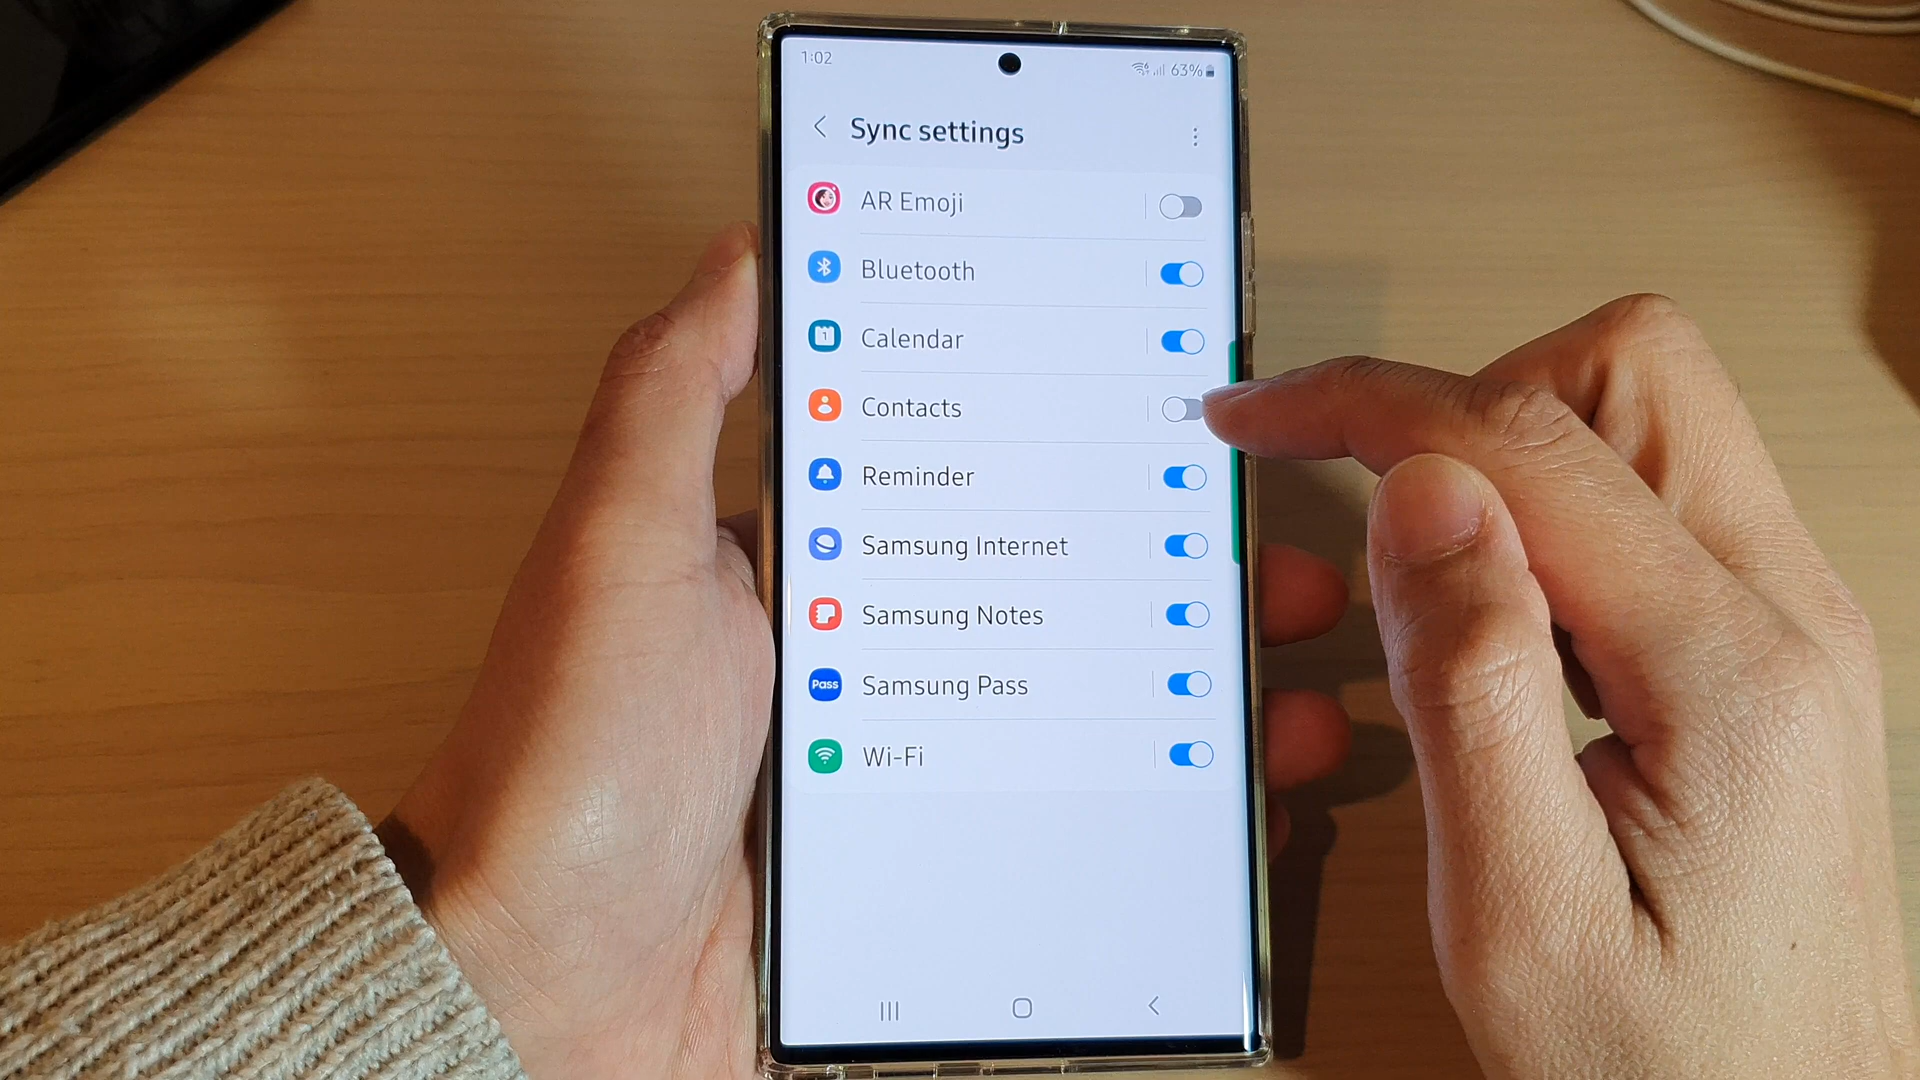 1:02
63%
Sync settings
AR Emoji
Bluetooth
1
Calendar
Contacts
Reminder
Samsung Internet
Samsung Notes
Pass
Samsung Pass
Wi-Fi